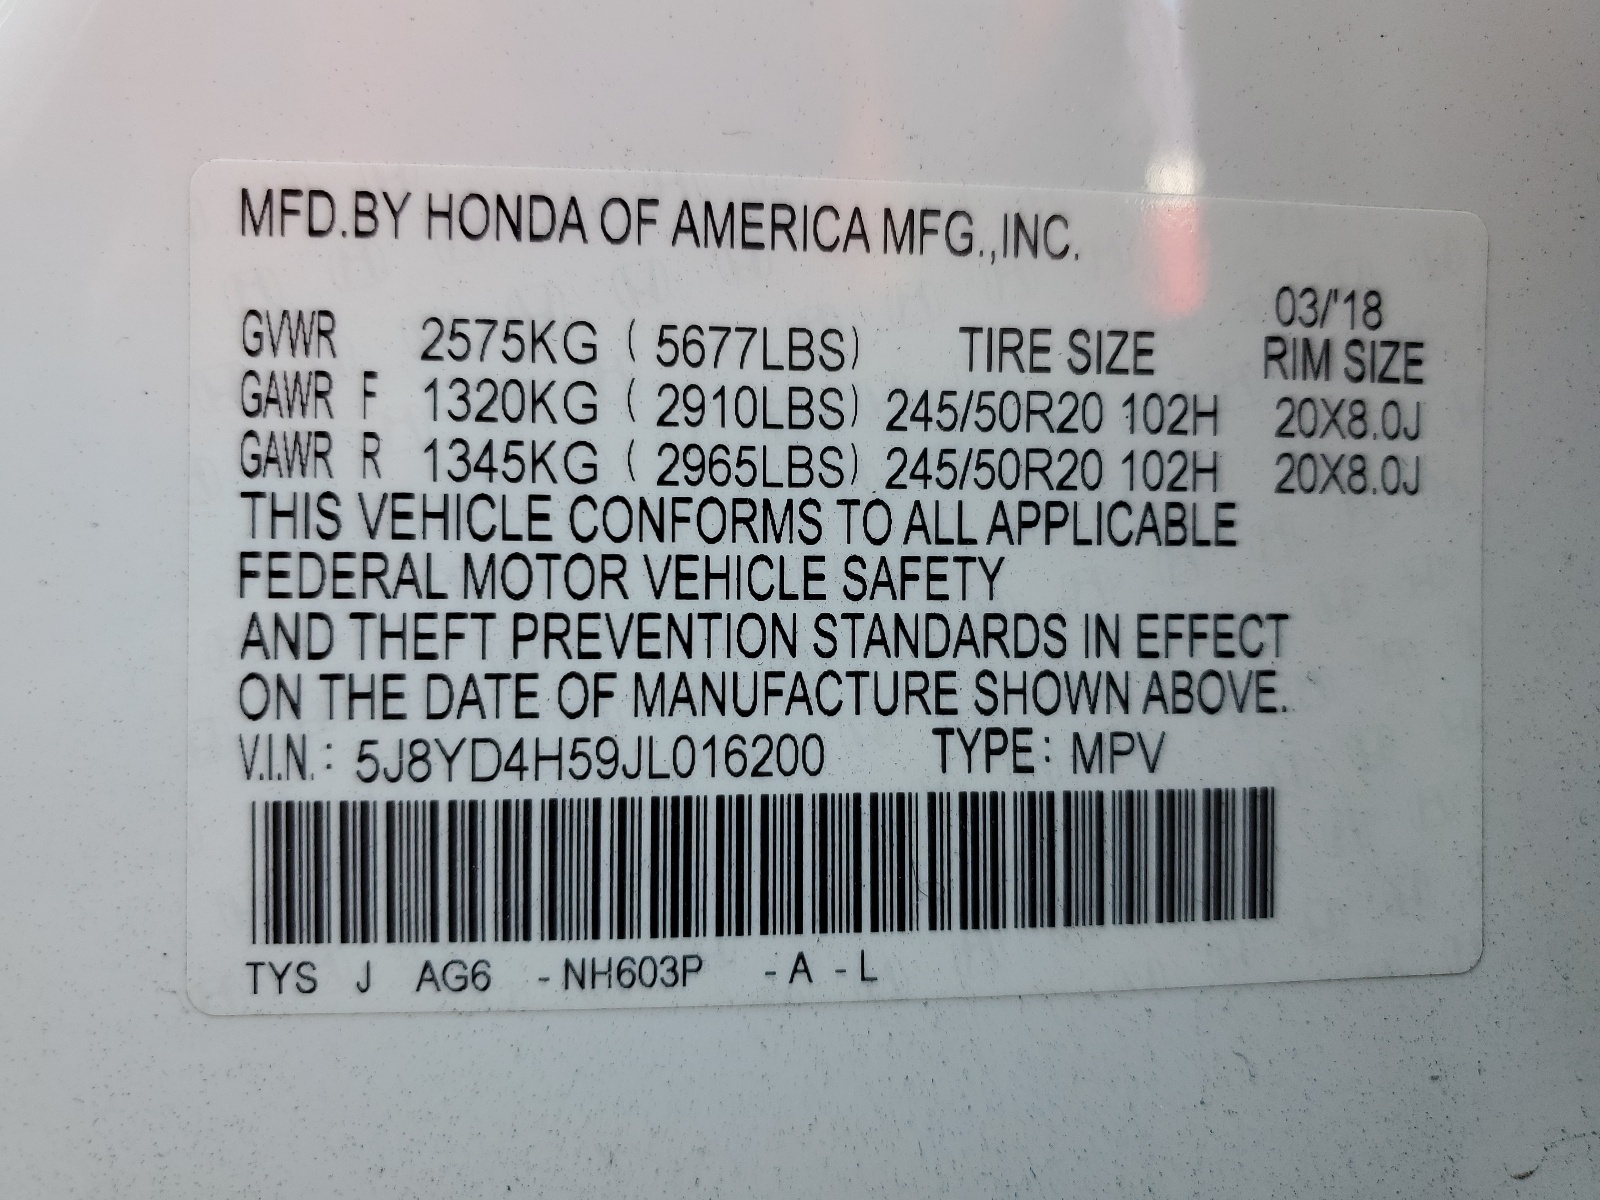 MFD.BY HONDA OF AMERICA MFG.,INC.
03/'18
GVWR 2575KG ( 5677LBS) TIRE SIZE RIM SIZE
GAWR F 1320KG ( 2910LBS) 245/50R20 102H 20X8.0J
GAWR R 1345KG ( 2965LBS) 245/50R20 102H 20X8.0J
THIS VEHICLE CONFORMS TO ALL APPLICABLE
FEDERAL MOTOR VEHICLE SAFETY
AND THEFT PREVENTION STANDARDS IN EFFECT
ON THE DATE OF MANUFACTURE SHOWN ABOVE.
V.I.N.: 5J8YD4H59JL016200 TYPE: MPV
TYS J AG6 -NH603P -A -L